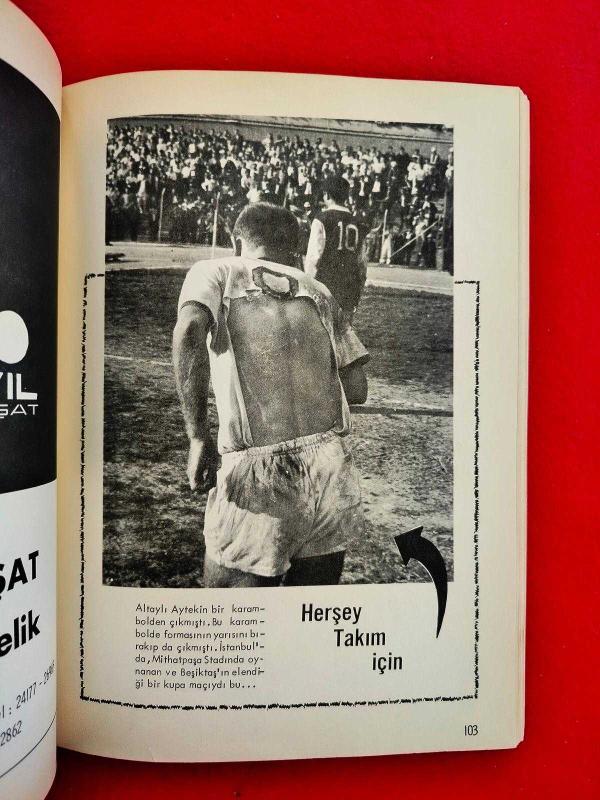 10
YIL
ŞAT
ŞAT
elik
l : 24177 -
2862
Altaylı Aytekin bir karam-
bolden çıkmıştı. Bu karam-
bolde formasının yarısını bı-
rakıp da çıkmıştı. İstanbul'-
da, Mithatpaşa Stadında oy-
nanan ve Beşiktaş'ın elendi-
ği bir kupa maçıydı bu...
Herşey
Takım
için
103